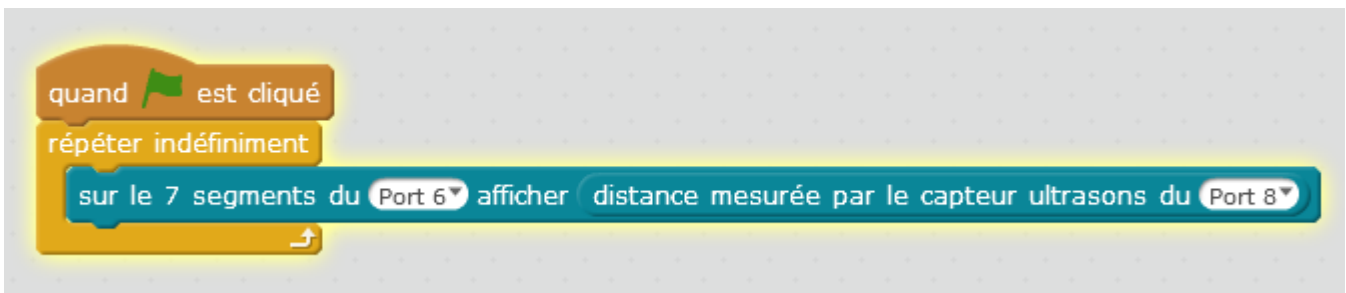 quand est cliqué
répéter indéfiniment
sur le 7 segments du Port 6 afficher distance mesurée par le capteur ultrasons du Port 8